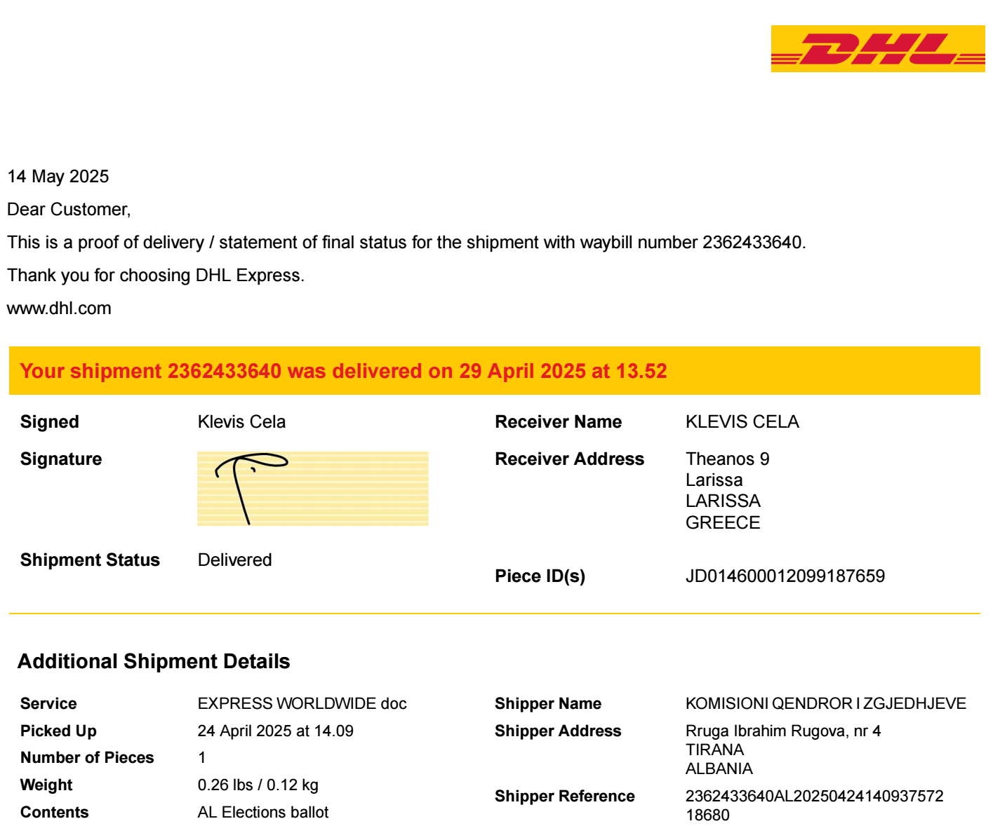 DHL
14 May 2025
Dear Customer,
This is a proof of delivery / statement of final status for the shipment with waybill number 2362433640.
Thank you for choosing DHL Express.
www.dhl.com
Your shipment 2362433640 was delivered on 29 April 2025 at 13.52
Signed Klevis Cela
Signature
Shipment Status Delivered
Receiver Name KLEVIS CELA
Receiver Address Theanos 9
Larissa
LARISSA
GREECE
Piece ID(s) JD014600012099187659
Additional Shipment Details
Service EXPRESS WORLDWIDE doc
Picked Up 24 April 2025 at 14.09
Number of Pieces 1
Weight 0.26 lbs / 0.12 kg
Contents AL Elections ballot
Shipper Name KOMISIONI QENDROR I ZGJEDHJEVE
Shipper Address Rruga Ibrahim Rugova, nr 4
TIRANA
ALBANIA
Shipper Reference 2362433640AL20250424140937572
18680